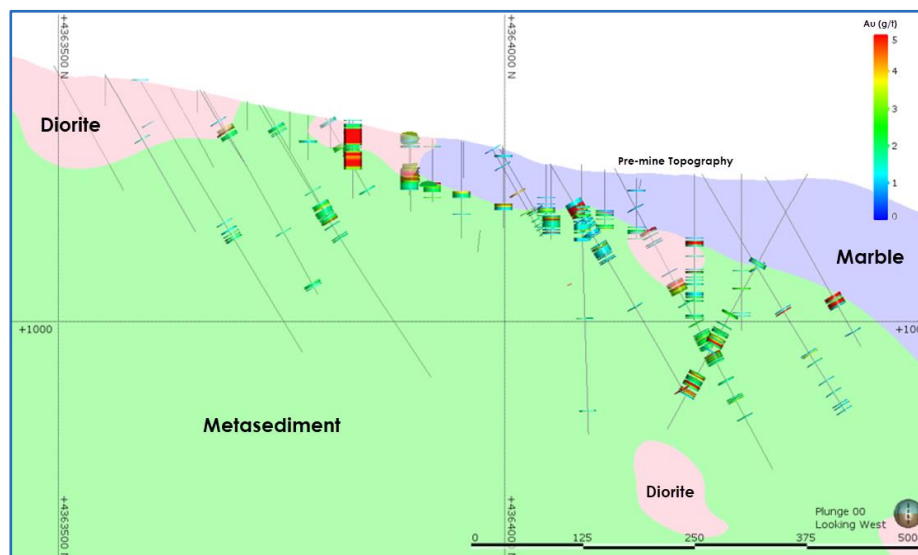 Au (g/t)
5
4
3
2
1
0
+4363500 N
+4364000 N
Diorite
Pre-mine Topography
Marble
+1000
+100
Metasediment
Diorite
+4363500 N
+4364000 N
Plunge 00
Looking West
0
125
250
375
500